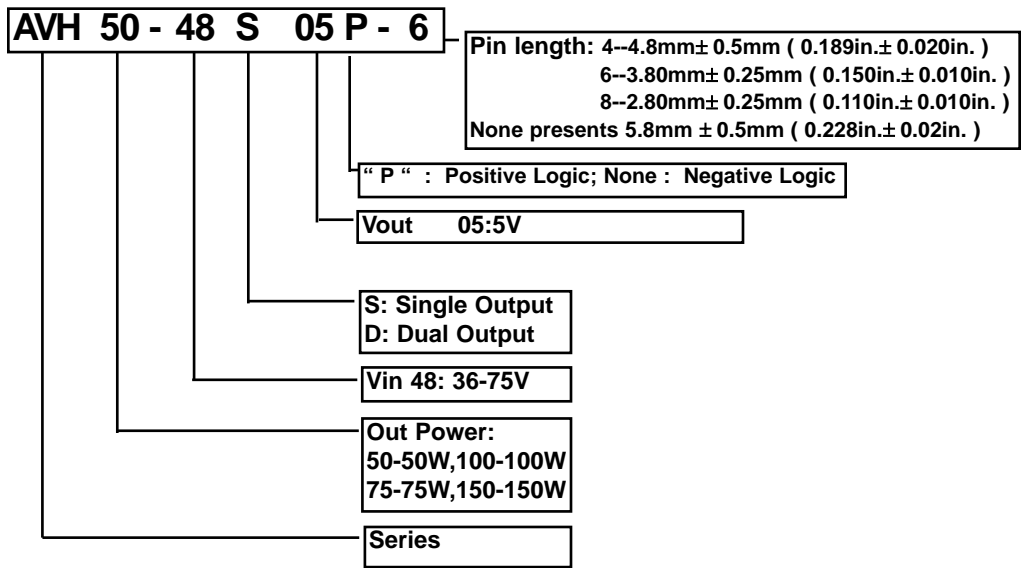 AVH 50 - 48 S 05 P - 6
Pin length: 4--4.8mm± 0.5mm ( 0.189in.± 0.020in. )
6--3.80mm± 0.25mm ( 0.150in.± 0.010in. )
8--2.80mm± 0.25mm ( 0.110in.± 0.010in. )
None presents 5.8mm ± 0.5mm ( 0.228in.± 0.02in. )
“ P “ : Positive Logic; None : Negative Logic
Vout 05:5V
S: Single Output
D: Dual Output
Vin 48: 36-75V
Out Power:
50-50W,100-100W
75-75W,150-150W
Series